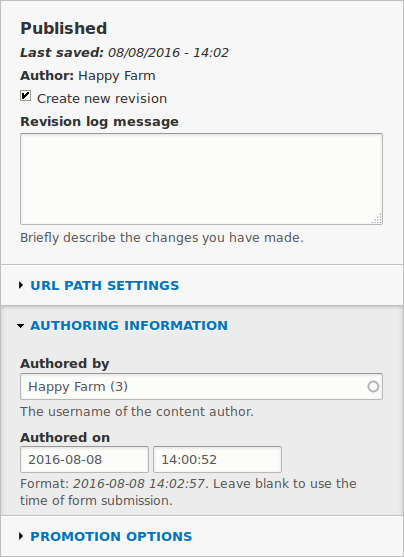 Published
Last saved: 08/08/2016 - 14:02
Author: Happy Farm
Create new revision
Revision log message
Briefly describe the changes you have made.
URL PATH SETTINGS
AUTHORING INFORMATION
Authored by
Happy Farm (3)
The username of the content author.
Authored on
2016-08-08 14:00:52
Format: 2016-08-08 14:02:57. Leave blank to use the
time of form submission.
PROMOTION OPTIONS